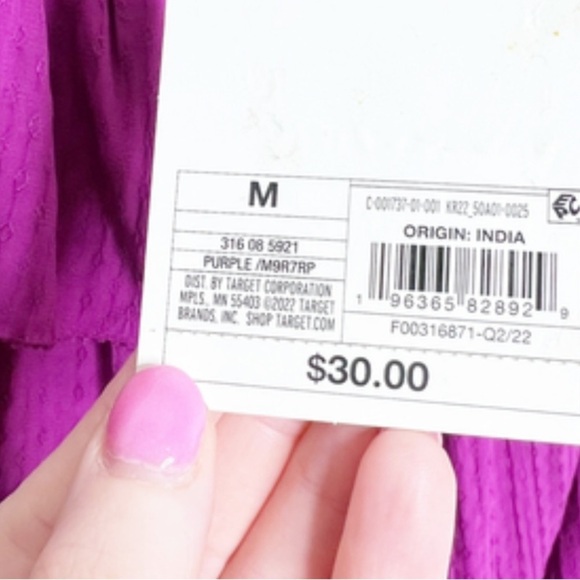 M
316 08 5921
PURPLE /M9R7RP
DIST. BY TARGET CORPORATION
MPLS., MN 55403 ©2022 TARGET
BRANDS, INC. SHOP TARGET.COM
C-001737-01-001 KR22_50A01-0025
ORIGIN: INDIA
1 96365 82892 9
F00316871-Q2/22
$30.00